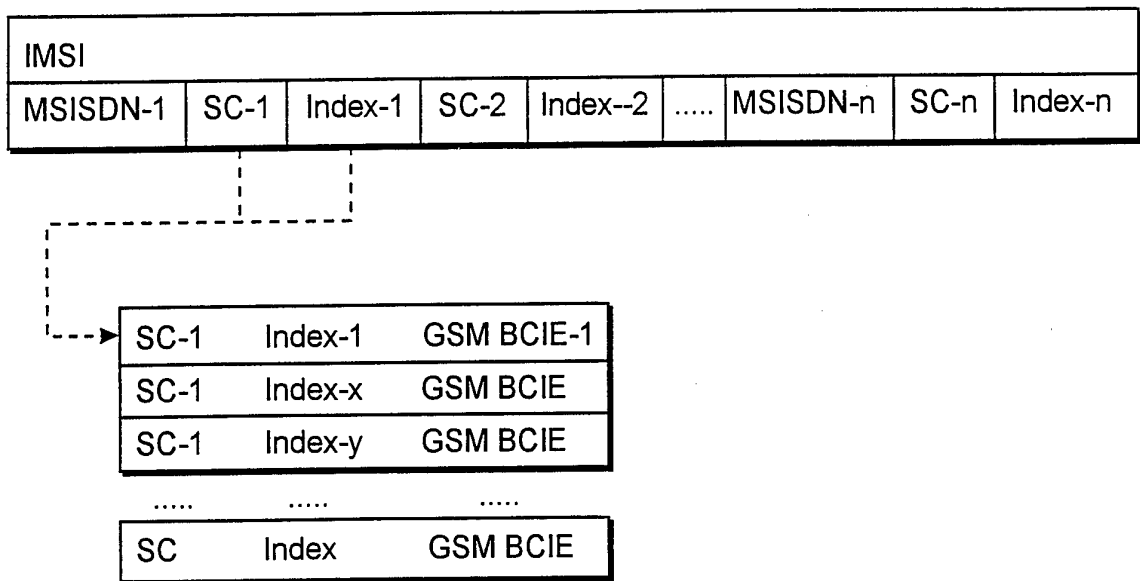 IMSI
MSISDN-1 SC-1 Index-1 SC-2 Index--2 ..... MSISDN-n SC-n Index-n
SC-1 Index-1 GSM BCIE-1
SC-1 Index-x GSM BCIE
SC-1 Index-y GSM BCIE
..... ..... .....
SC Index GSM BCIE